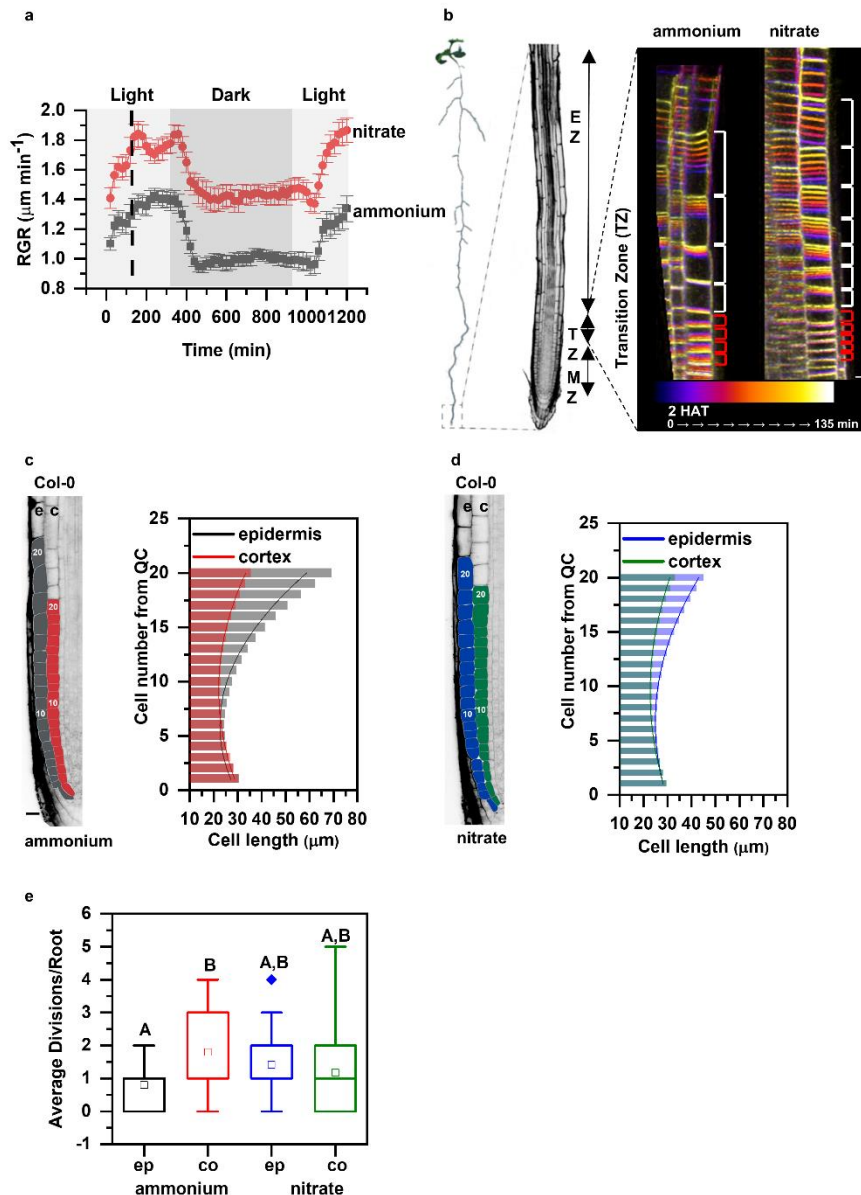 a
Light Dark Light
2.0
1.8
1.6
1.4
1.2
1.0
0.8
nitrate
ammonium
RGR (μm min-1)
0 200 400 600 800 1000 1200
Time (min)
b
ammonium nitrate
E
Z
T
Z
M
Z
Transition Zone (TZ)
2 HAT
0 → → → → → → → → → → 135 min
c
Col-0
e c
20
20
10
10
ammonium
25
20
15
10
5
0
epidermis
cortex
Cell number from QC
10 20 30 40 50 60 70 80
Cell length (μm)
d
Col-0
e c
20
20
10
10
nitrate
25
20
15
10
5
0
epidermis
cortex
Cell number from QC
10 20 30 40 50 60 70 80
Cell length (μm)
e
6
5
4
3
2
1
0
-1
Average Divisions/Root
A B A,B A,B
ep co ep co
ammonium nitrate